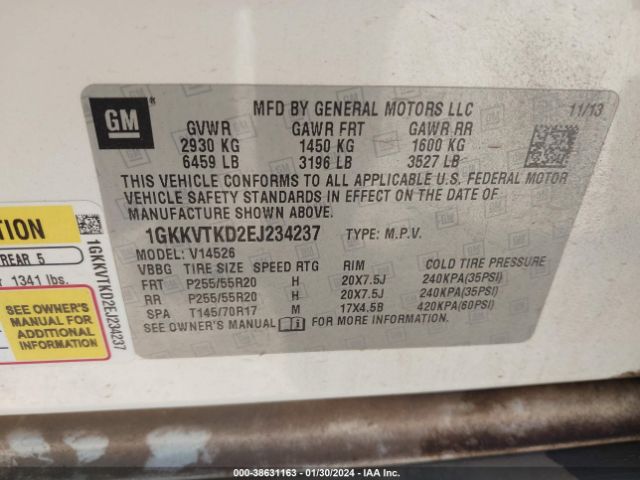 GM
MFD BY GENERAL MOTORS LLC 11/13
GVWR GAWR FRT GAWR RR
2930 KG 1450 KG 1600 KG
6459 LB 3196 LB 3527 LB
THIS VEHICLE CONFORMS TO ALL APPLICABLE U.S. FEDERAL MOTOR
VEHICLE SAFETY STANDARDS IN EFFECT ON THE DATE OF
MANUFACTURE SHOWN ABOVE.
1GKKVTKD2EJ234237 TYPE: M.P.V.
V14526
VBBG TIRE SIZE SPEED RTG RIM COLD TIRE PRESSURE
FRT P255/55R20 H 20X7.5J 240KPA(35PSI)
RR P255/55R20 H 20X7.5J 240KPA(35PSI)
SPA T145/70R17 M 17X4.5B 420KPA(60PSI)
SEE OWNER'S MANUAL FOR MORE INFORMATION.
TION
REAR 5
1341 lbs.
SEE OWNER'S
MANUAL FOR
ADDITIONAL
INFORMATION
1GKKVTKD2EJ234237
000-38631163 - 01/30/2024 - IAA Inc.